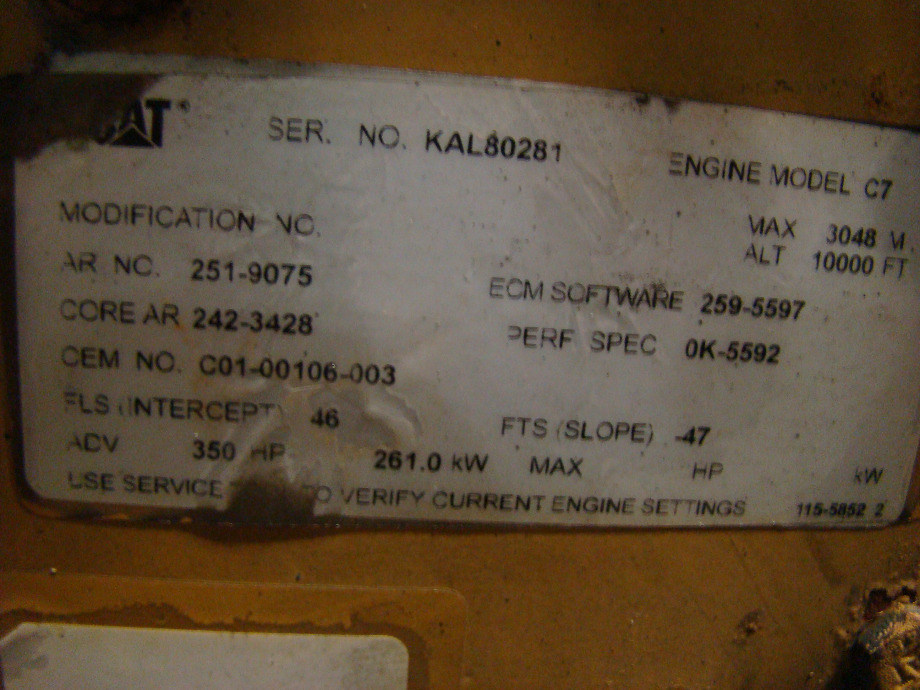 CAT® SER. NO. KAL80281 ENGINE MODEL C7
MODIFICATION NO. MAX 3048 M
AR NO. 251-9075 ALT 10000 FT
CORE AR 242-3428 ECM SOFTWARE 259-5597
OEM NO. C01-00106-003 PERF SPEC 0K-5592
FLS (INTERCEPT) 46 FTS (SLOPE) -47
ADV 350 HP 261.0 kW MAX HP kW
USE SERVICE TO VERIFY CURRENT ENGINE SETTINGS 115-5852 2